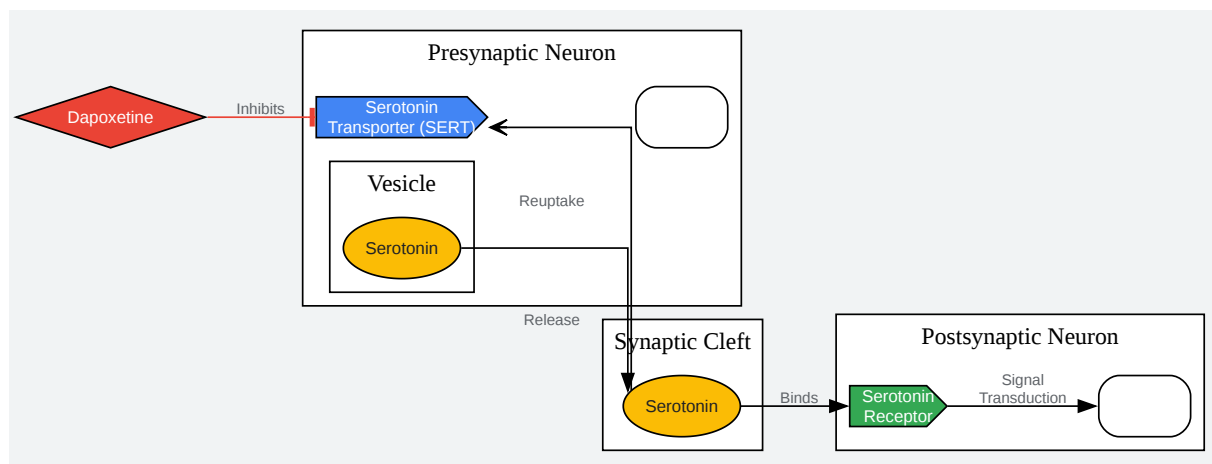 Presynaptic Neuron
Dapoxetine
Inhibits
Serotonin
Transporter (SERT)
Vesicle
Reuptake
Serotonin
Release
Synaptic Cleft
Postsynaptic Neuron
Serotonin
Binds
Serotonin
Receptor
Signal
Transduction